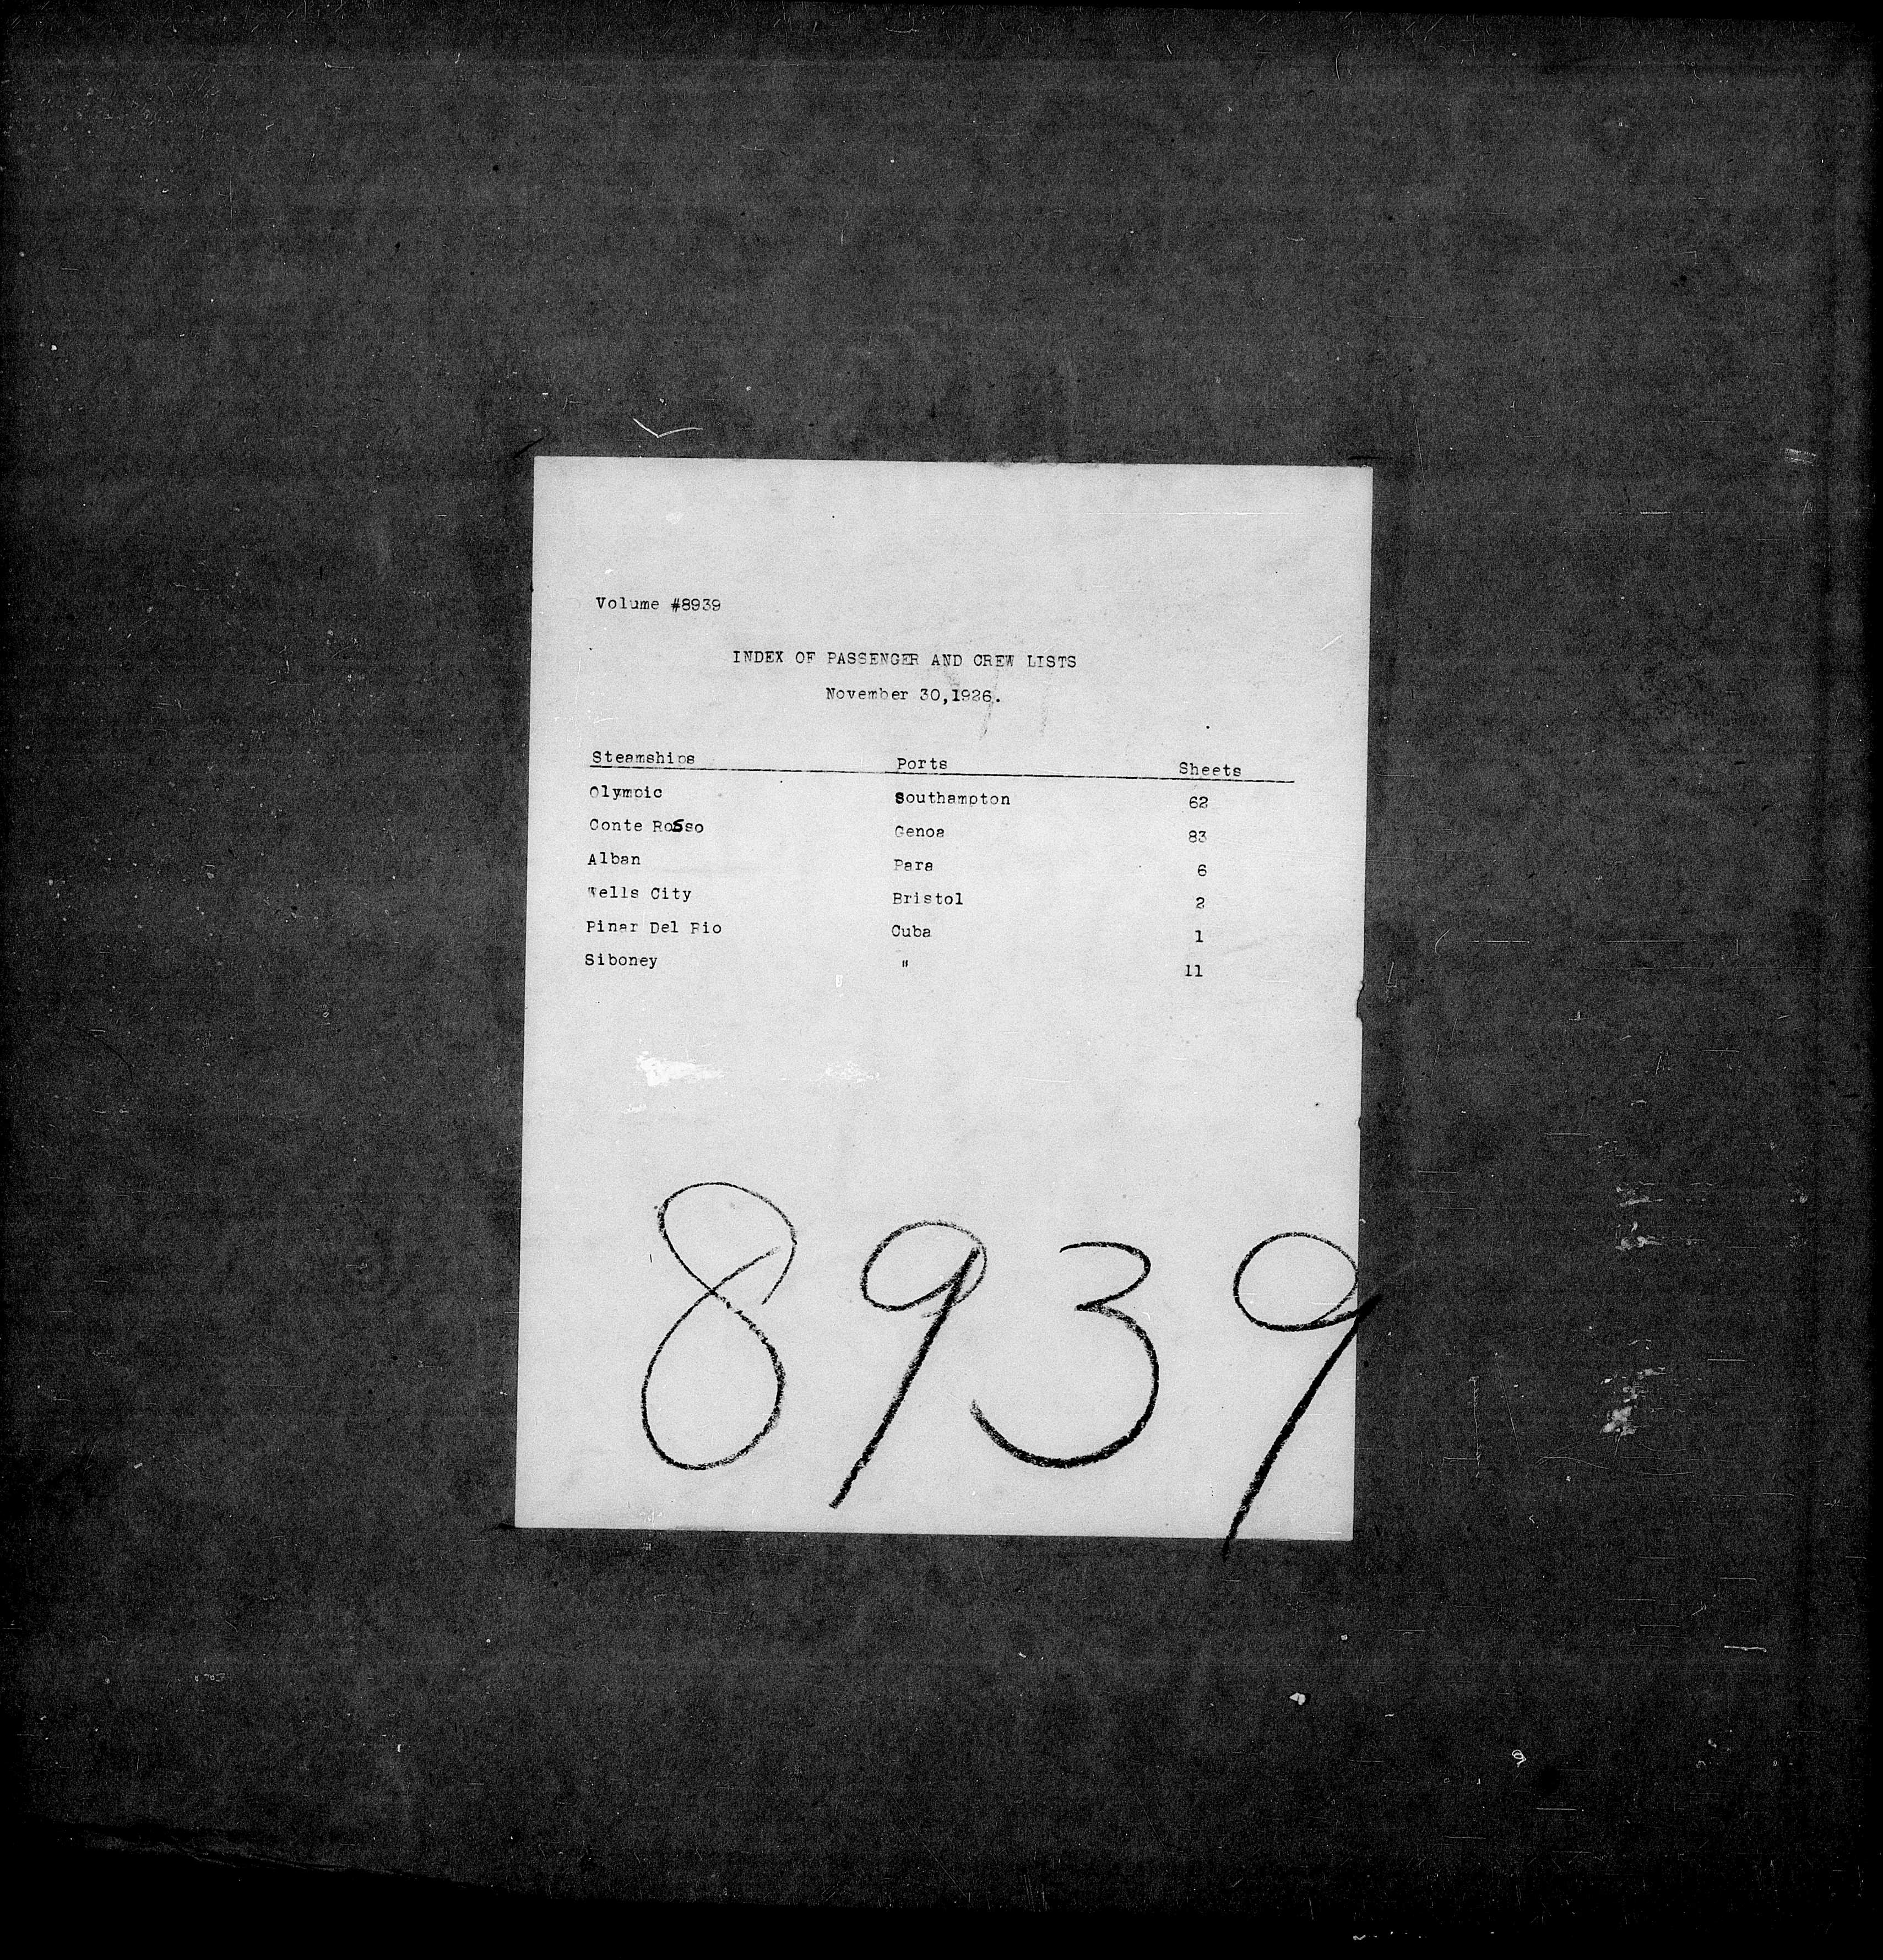 Volume #8939
INDEX OF PASSENGER AND CREW LISTS
November 30,1926.
Steamships Ports Sheets
Olympic Southampton 62
Conte Rosso Genoa 83
Alban Para 6
Wells City Bristol 2
Pinar Del Rio Cuba 1
Siboney " 11
8939